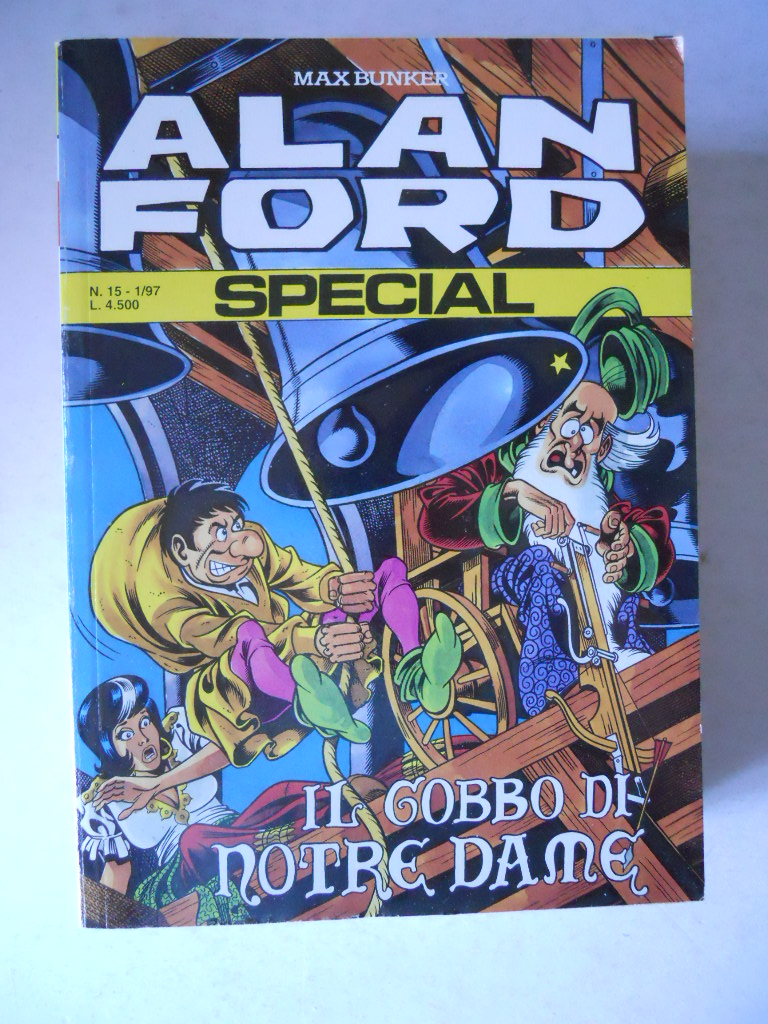 MAX BUNKER
ALAN
FORD
N. 15 - 1/97
L. 4.500
SPECIAL
IL GOBBO DI
NOTRE DAME